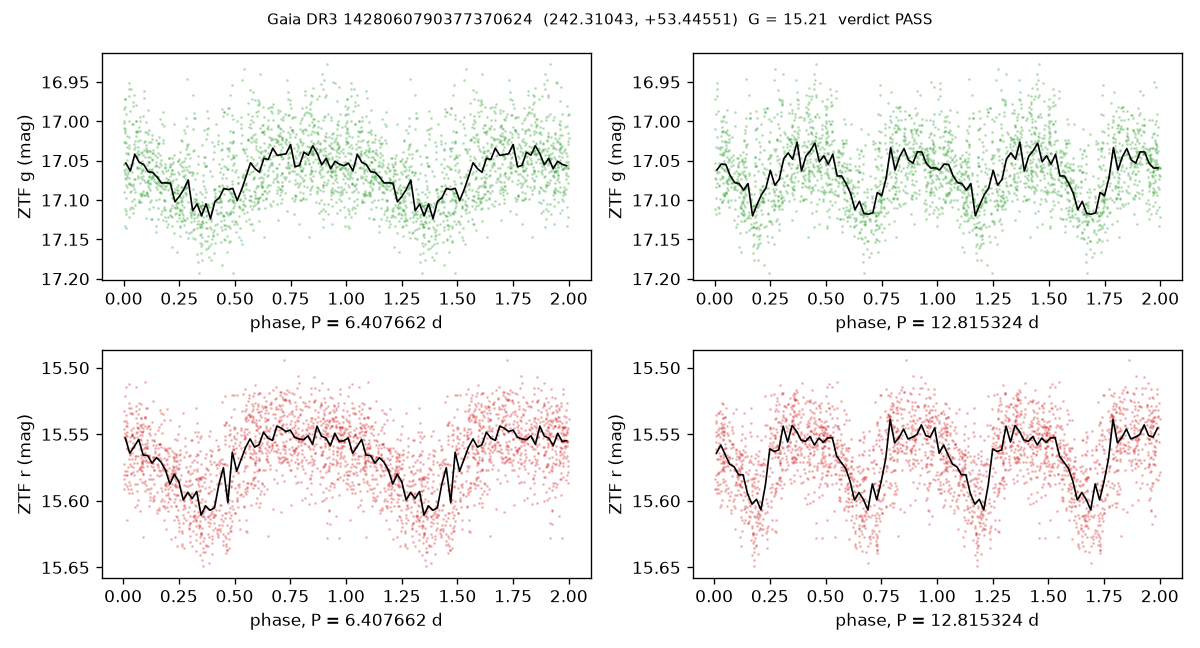 Gaia DR3 1428060790377370624 (242.31043, +53.44551) G = 15.21 verdict PASS
ZTF g (mag)
16.95
17.00
17.05
17.10
17.15
17.20
0.00 0.25 0.50 0.75 1.00 1.25 1.50 1.75 2.00
phase, P = 6.407662 d
ZTF g (mag)
16.95
17.00
17.05
17.10
17.15
17.20
0.00 0.25 0.50 0.75 1.00 1.25 1.50 1.75 2.00
phase, P = 12.815324 d
ZTF r (mag)
15.50
15.55
15.60
15.65
0.00 0.25 0.50 0.75 1.00 1.25 1.50 1.75 2.00
phase, P = 6.407662 d
ZTF r (mag)
15.50
15.55
15.60
15.65
0.00 0.25 0.50 0.75 1.00 1.25 1.50 1.75 2.00
phase, P = 12.815324 d